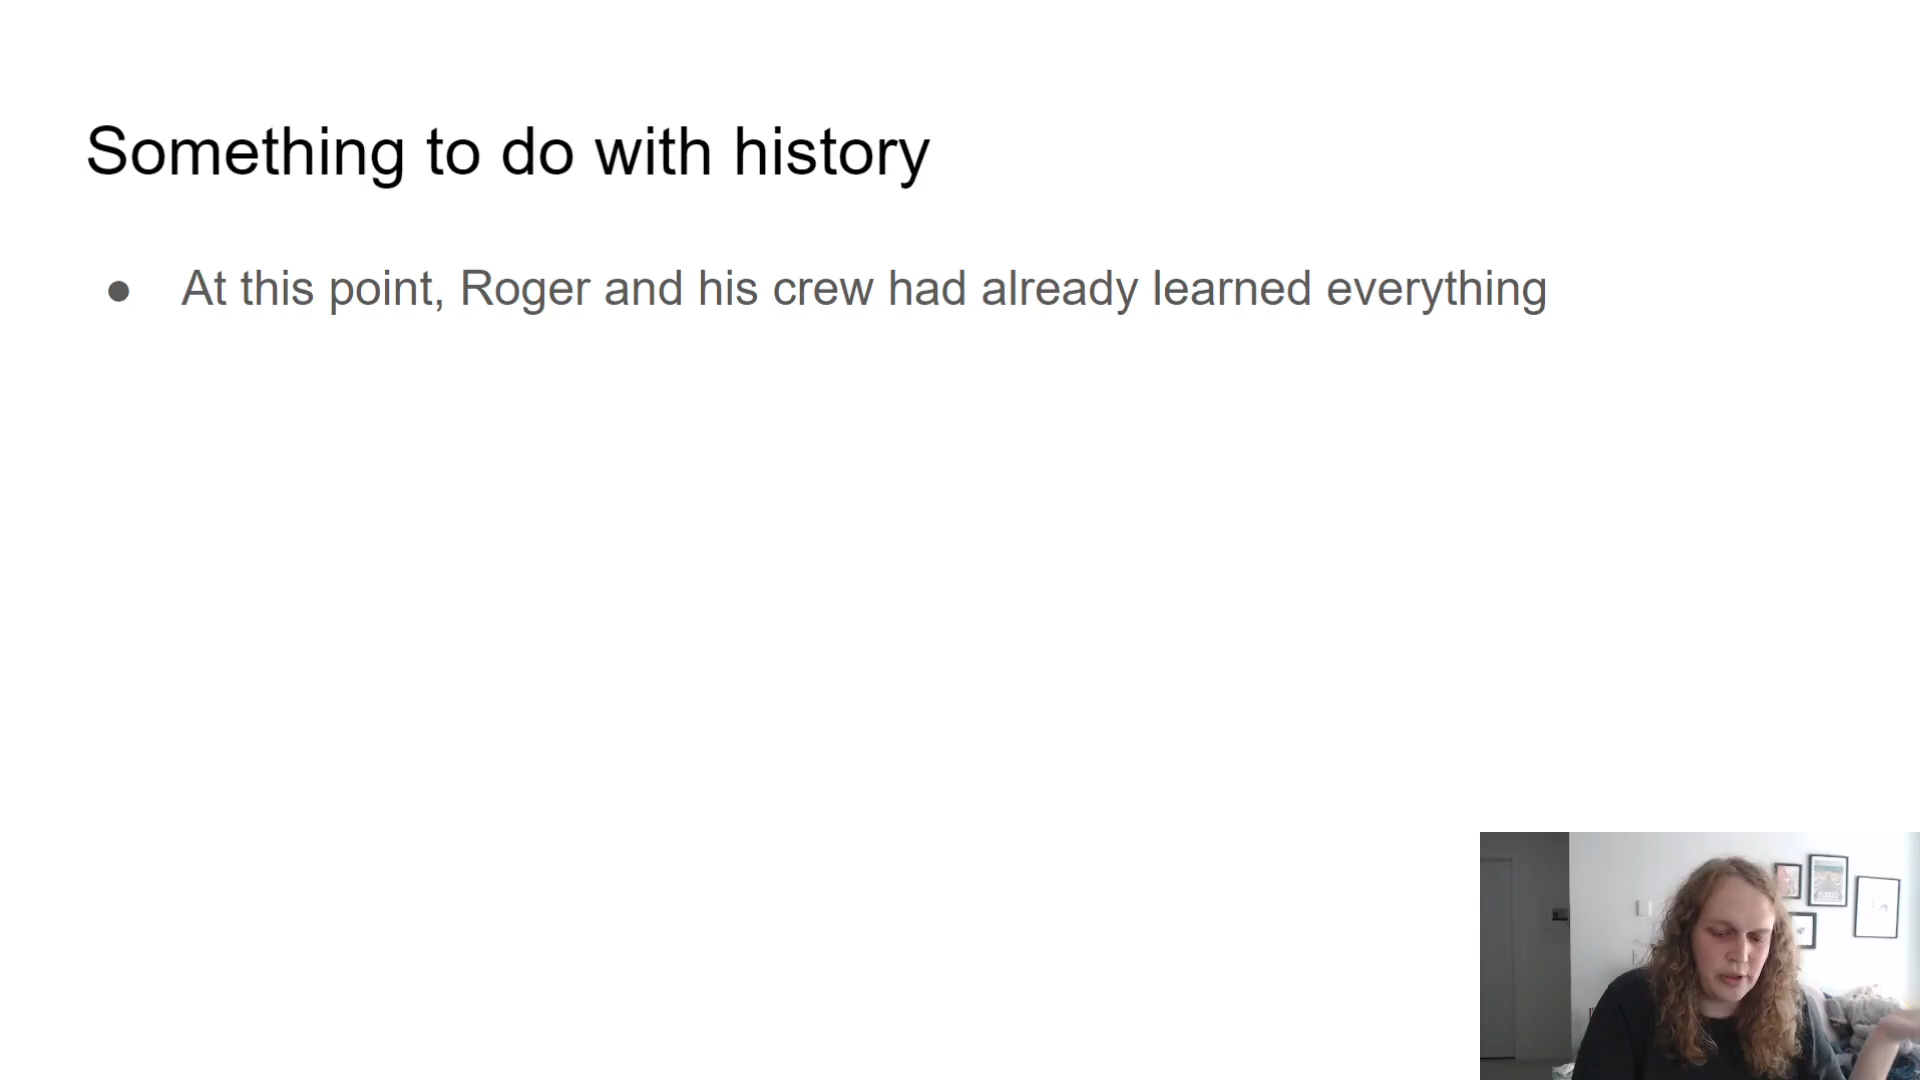 Something to do with history
● At this point, Roger and his crew had already learned everything